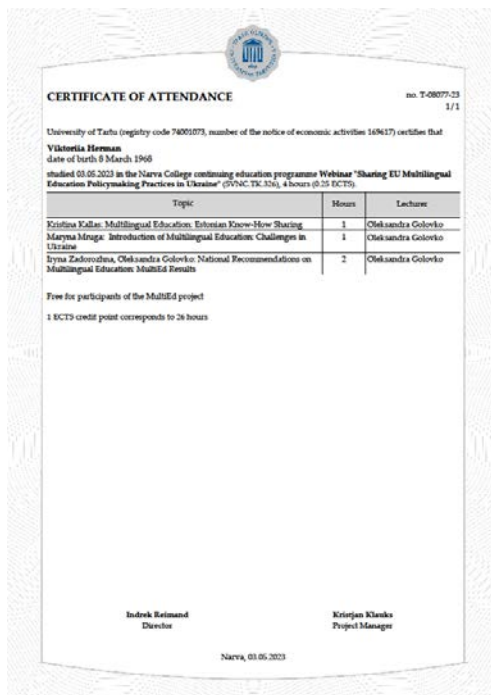 CERTIFICATE OF ATTENDANCE
no. T-08077-23
1/1
University of Tartu (registry code 74001073, number of the notice of economic activities 169617) certifies that
Viktoriia Herman
date of birth 8 March 1968
studied 03.05.2023 in the Narva College continuing education programme Webinar "Sharing EU Multilingual
Education Policymaking Practices in Ukraine" (SVNC.TK.326), 4 hours (0.25 ECTS).
Topic Hours Lecturer
Kristina Kallas: Multilingual Education: Estonian Know-How Sharing 1 Oleksandra Golovko
Maryna Mruga: Introduction of Multilingual Education: Challenges in 1 Oleksandra Golovko
Ukraine
Iryna Zadorozhna, Oleksandra Golovko: National Recommendations on 2 Oleksandra Golovko
Multilingual Education: MultiEd Results
Free for participants of the MultiEd project
1 ECTS credit point corresponds to 26 hours
Indrek Reimand
Director
Kristjan Klauks
Project Manager
Narva, 03.05.2023